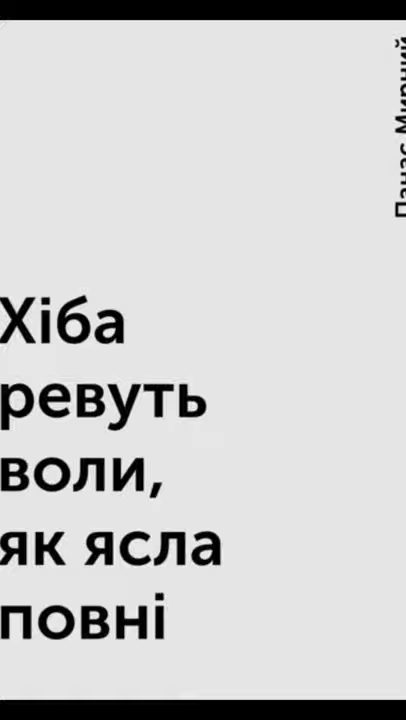 Панас Мирний
Хіба
ревуть
воли,
як ясла
повні